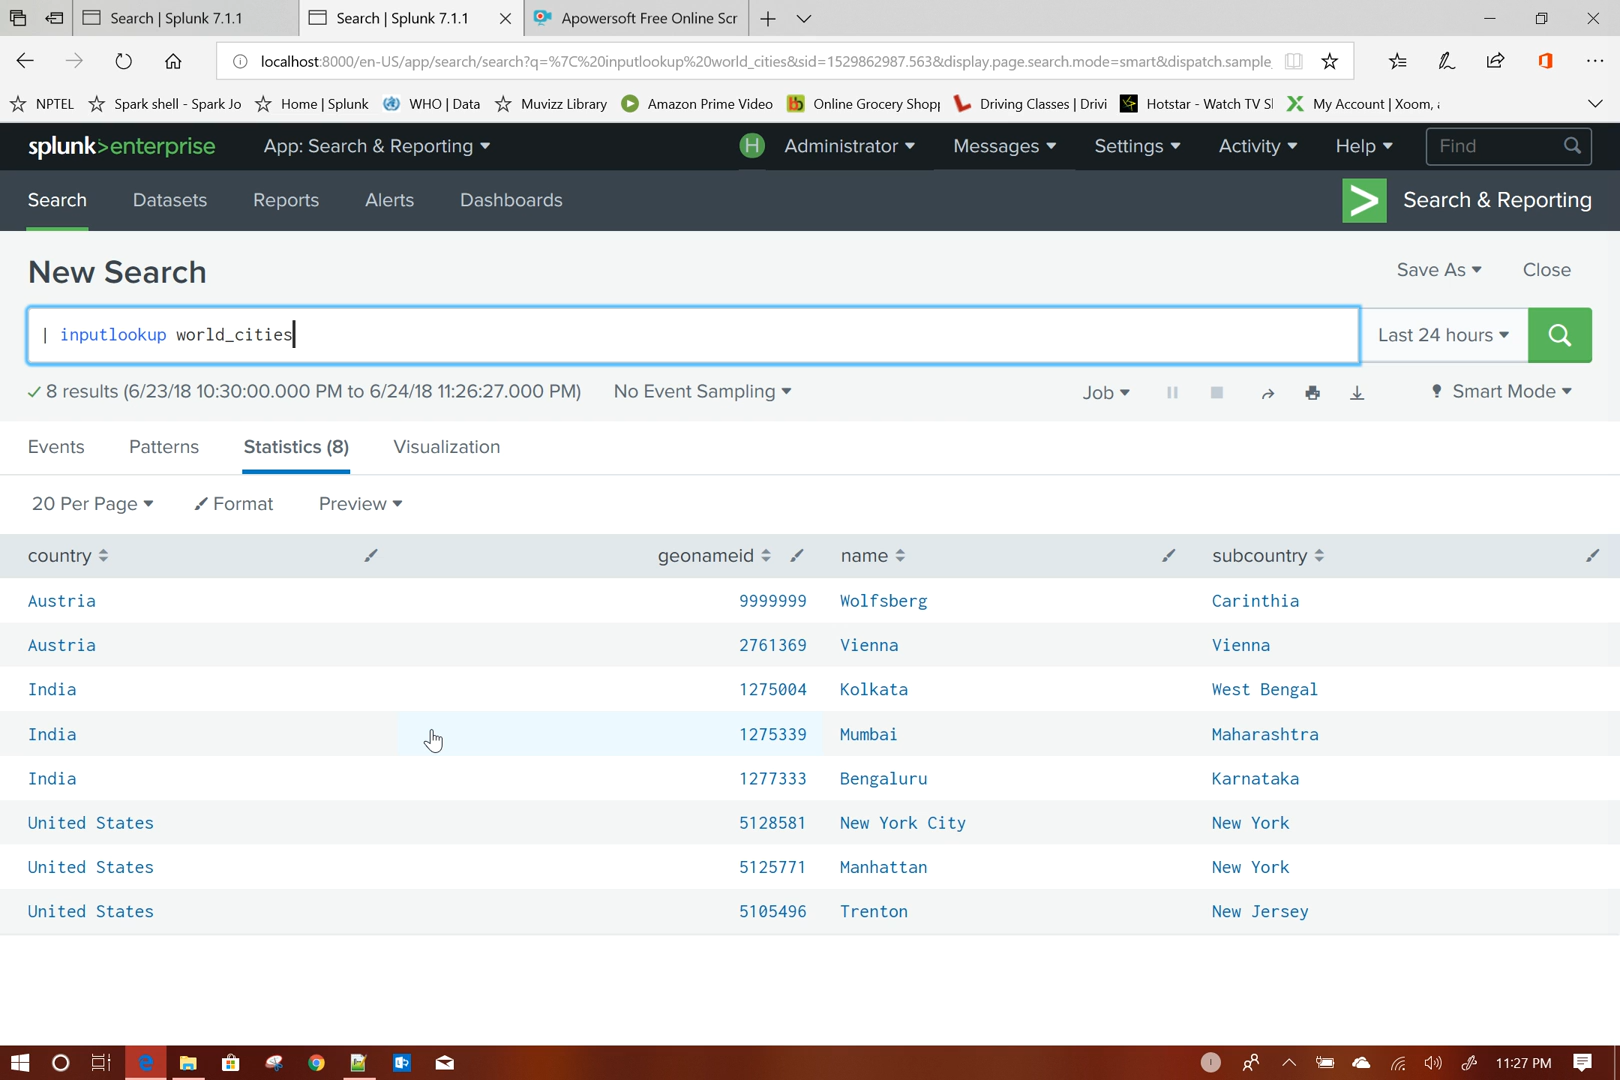 Search | Splunk 7.1.1
Search | Splunk 7.1.1
Apowersoft Free Online Scr
localhost:8000/en-US/app/search/search?q=%7C%20inputlookup%20world_cities&sid=1529862987.563&display.page.search.mode=smart&dispatch.sample_
NPTEL
Spark shell - Spark Jo
Home | Splunk
WHO | Data
Muvizz Library
Amazon Prime Video
Online Grocery Shopp
Driving Classes | Drivi
Hotstar - Watch TV S
My Account | Xoom, a
splunk>enterprise
App: Search & Reporting
H
Administrator
Messages
Settings
Activity
Help
Find
Search
Datasets
Reports
Alerts
Dashboards
Search & Reporting
New Search
Save As
Close
| inputlookup world_cities
Last 24 hours
8 results (6/23/18 10:30:00.000 PM to 6/24/18 11:26:27.000 PM)
No Event Sampling
Job
Smart Mode
Events
Patterns
Statistics (8)
Visualization
20 Per Page
Format
Preview
country geonameid name subcountry
Austria 9999999 Wolfsberg Carinthia
Austria 2761369 Vienna Vienna
India 1275004 Kolkata West Bengal
India 1275339 Mumbai Maharashtra
India 1277333 Bengaluru Karnataka
United States 5128581 New York City New York
United States 5125771 Manhattan New York
United States 5105496 Trenton New Jersey
11:27 PM